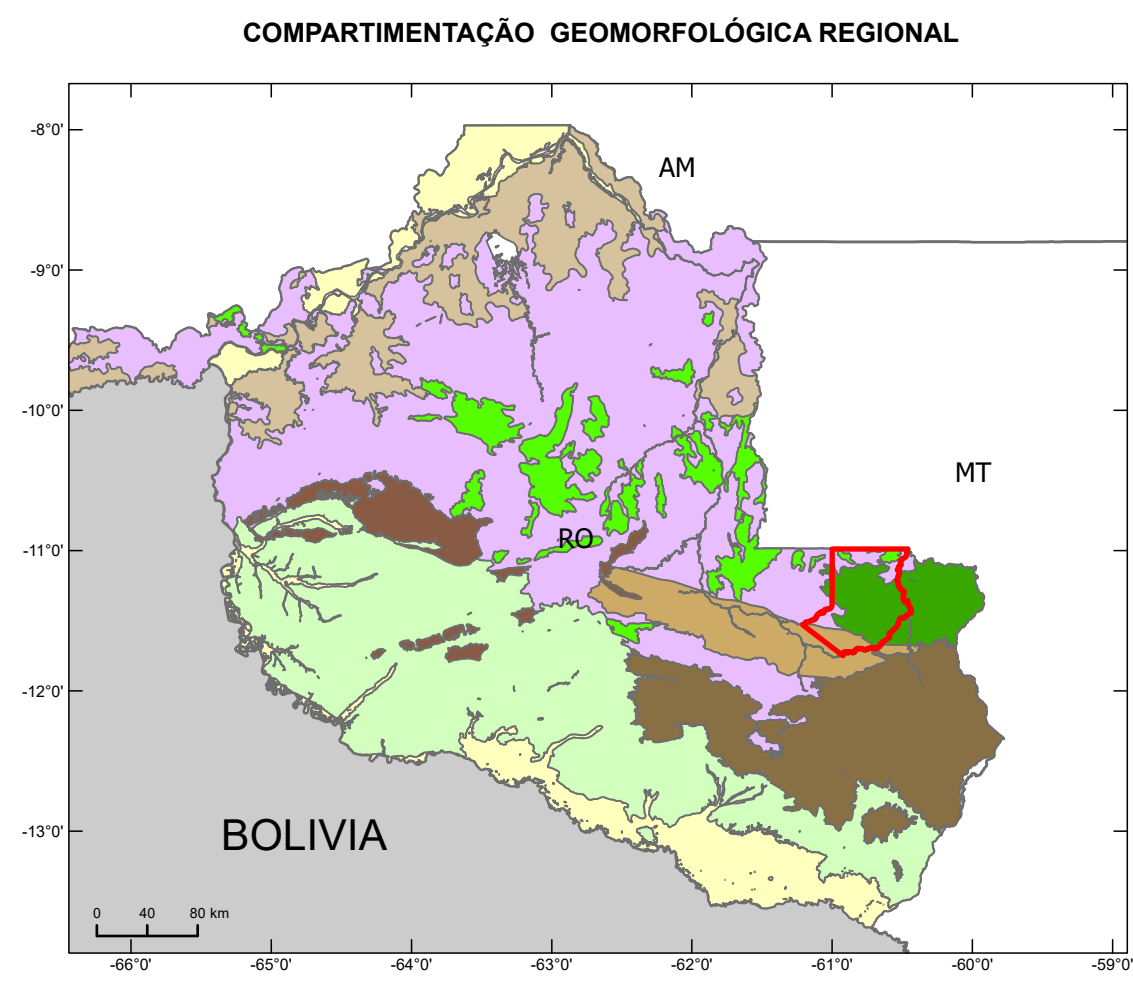 COMPARTIMENTAÇÃO GEOMORFOLÓGICA REGIONAL
-8°0'
AM
-9°0'
-10°0'
MT
RO
-11°0'
-12°0'
-13°0'
BOLIVIA
0 40 80 km
-66°0' -65°0' -64°0' -63°0' -62°0' -61°0' -60°0' -59°0'